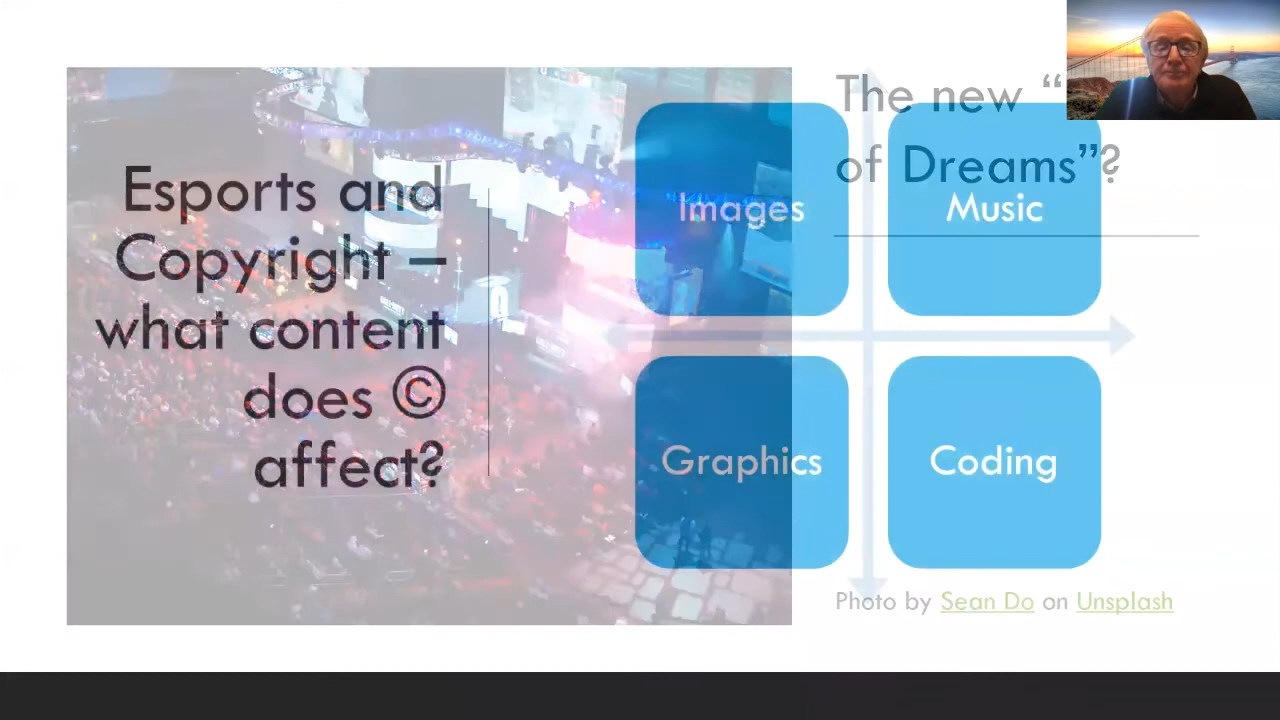 Esports and
Copyright –
what content
does ©
affect?
The new “
of Dreams”?
Images
Music
Graphics
Coding
Photo by Sean Do on Unsplash